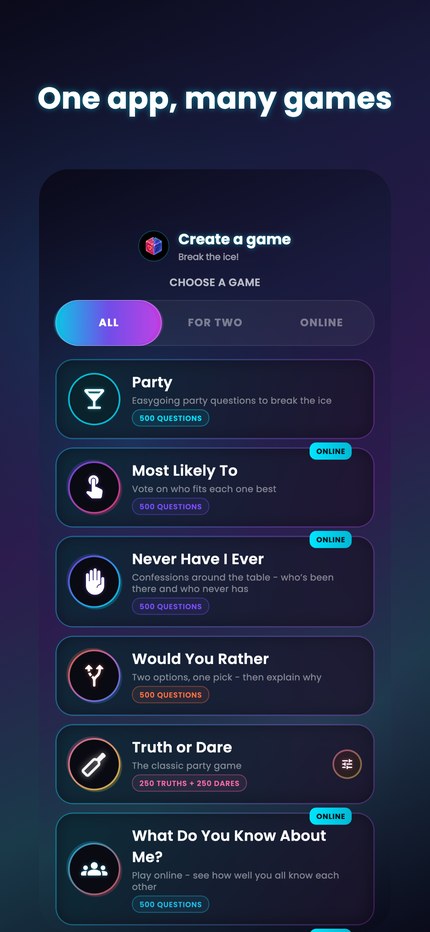 One app, many games
Create a game
Break the ice!
CHOOSE A GAME
ALL
FOR TWO
ONLINE
Party
Easygoing party questions to break the ice
500 QUESTIONS
ONLINE
Most Likely To
Vote on who fits each one best
500 QUESTIONS
ONLINE
Never Have I Ever
Confessions around the table - who's been
there and who never has
500 QUESTIONS
Would You Rather
Two options, one pick - then explain why
500 QUESTIONS
Truth or Dare
The classic party game
250 TRUTHS + 250 DARES
ONLINE
What Do You Know About
Me?
Play online - see how well you all know each
other
500 QUESTIONS